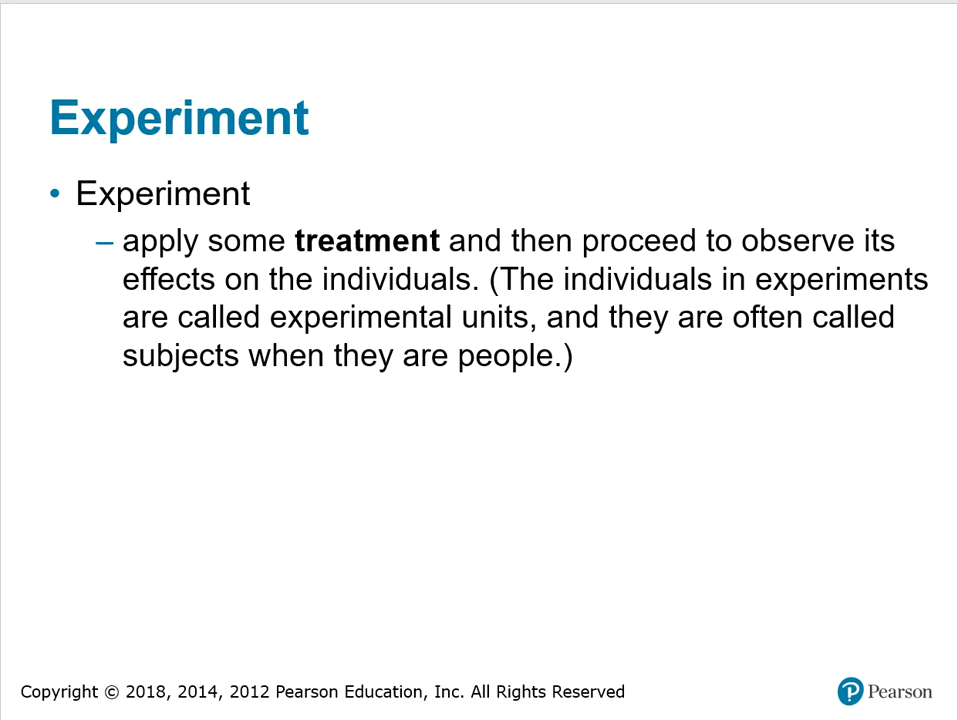 Experiment
• Experiment
– apply some treatment and then proceed to observe its
effects on the individuals. (The individuals in experiments
are called experimental units, and they are often called
subjects when they are people.)
Copyright © 2018, 2014, 2012 Pearson Education, Inc. All Rights Reserved
P Pearson